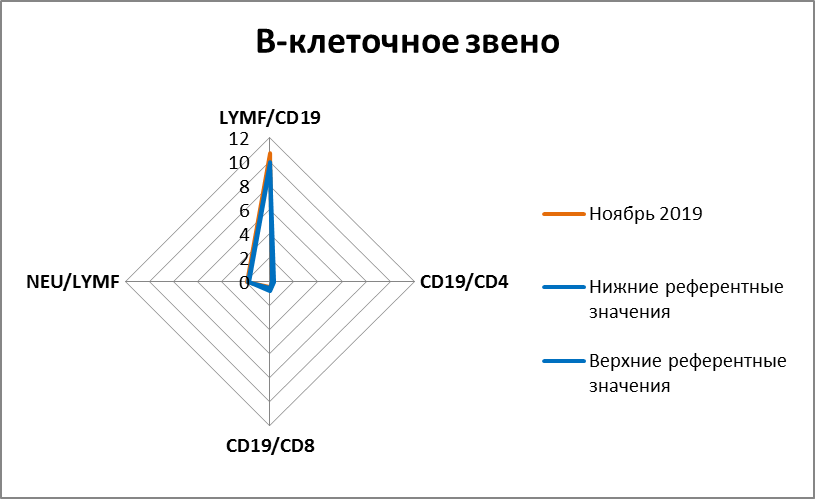 В-клеточное звено
LYMF/CD19
12
10
8
6
4
2
0
NEU/LYMF
CD19/CD4
CD19/CD8
Ноябрь 2019
Нижние референтные
значения
Верхние референтные
значения